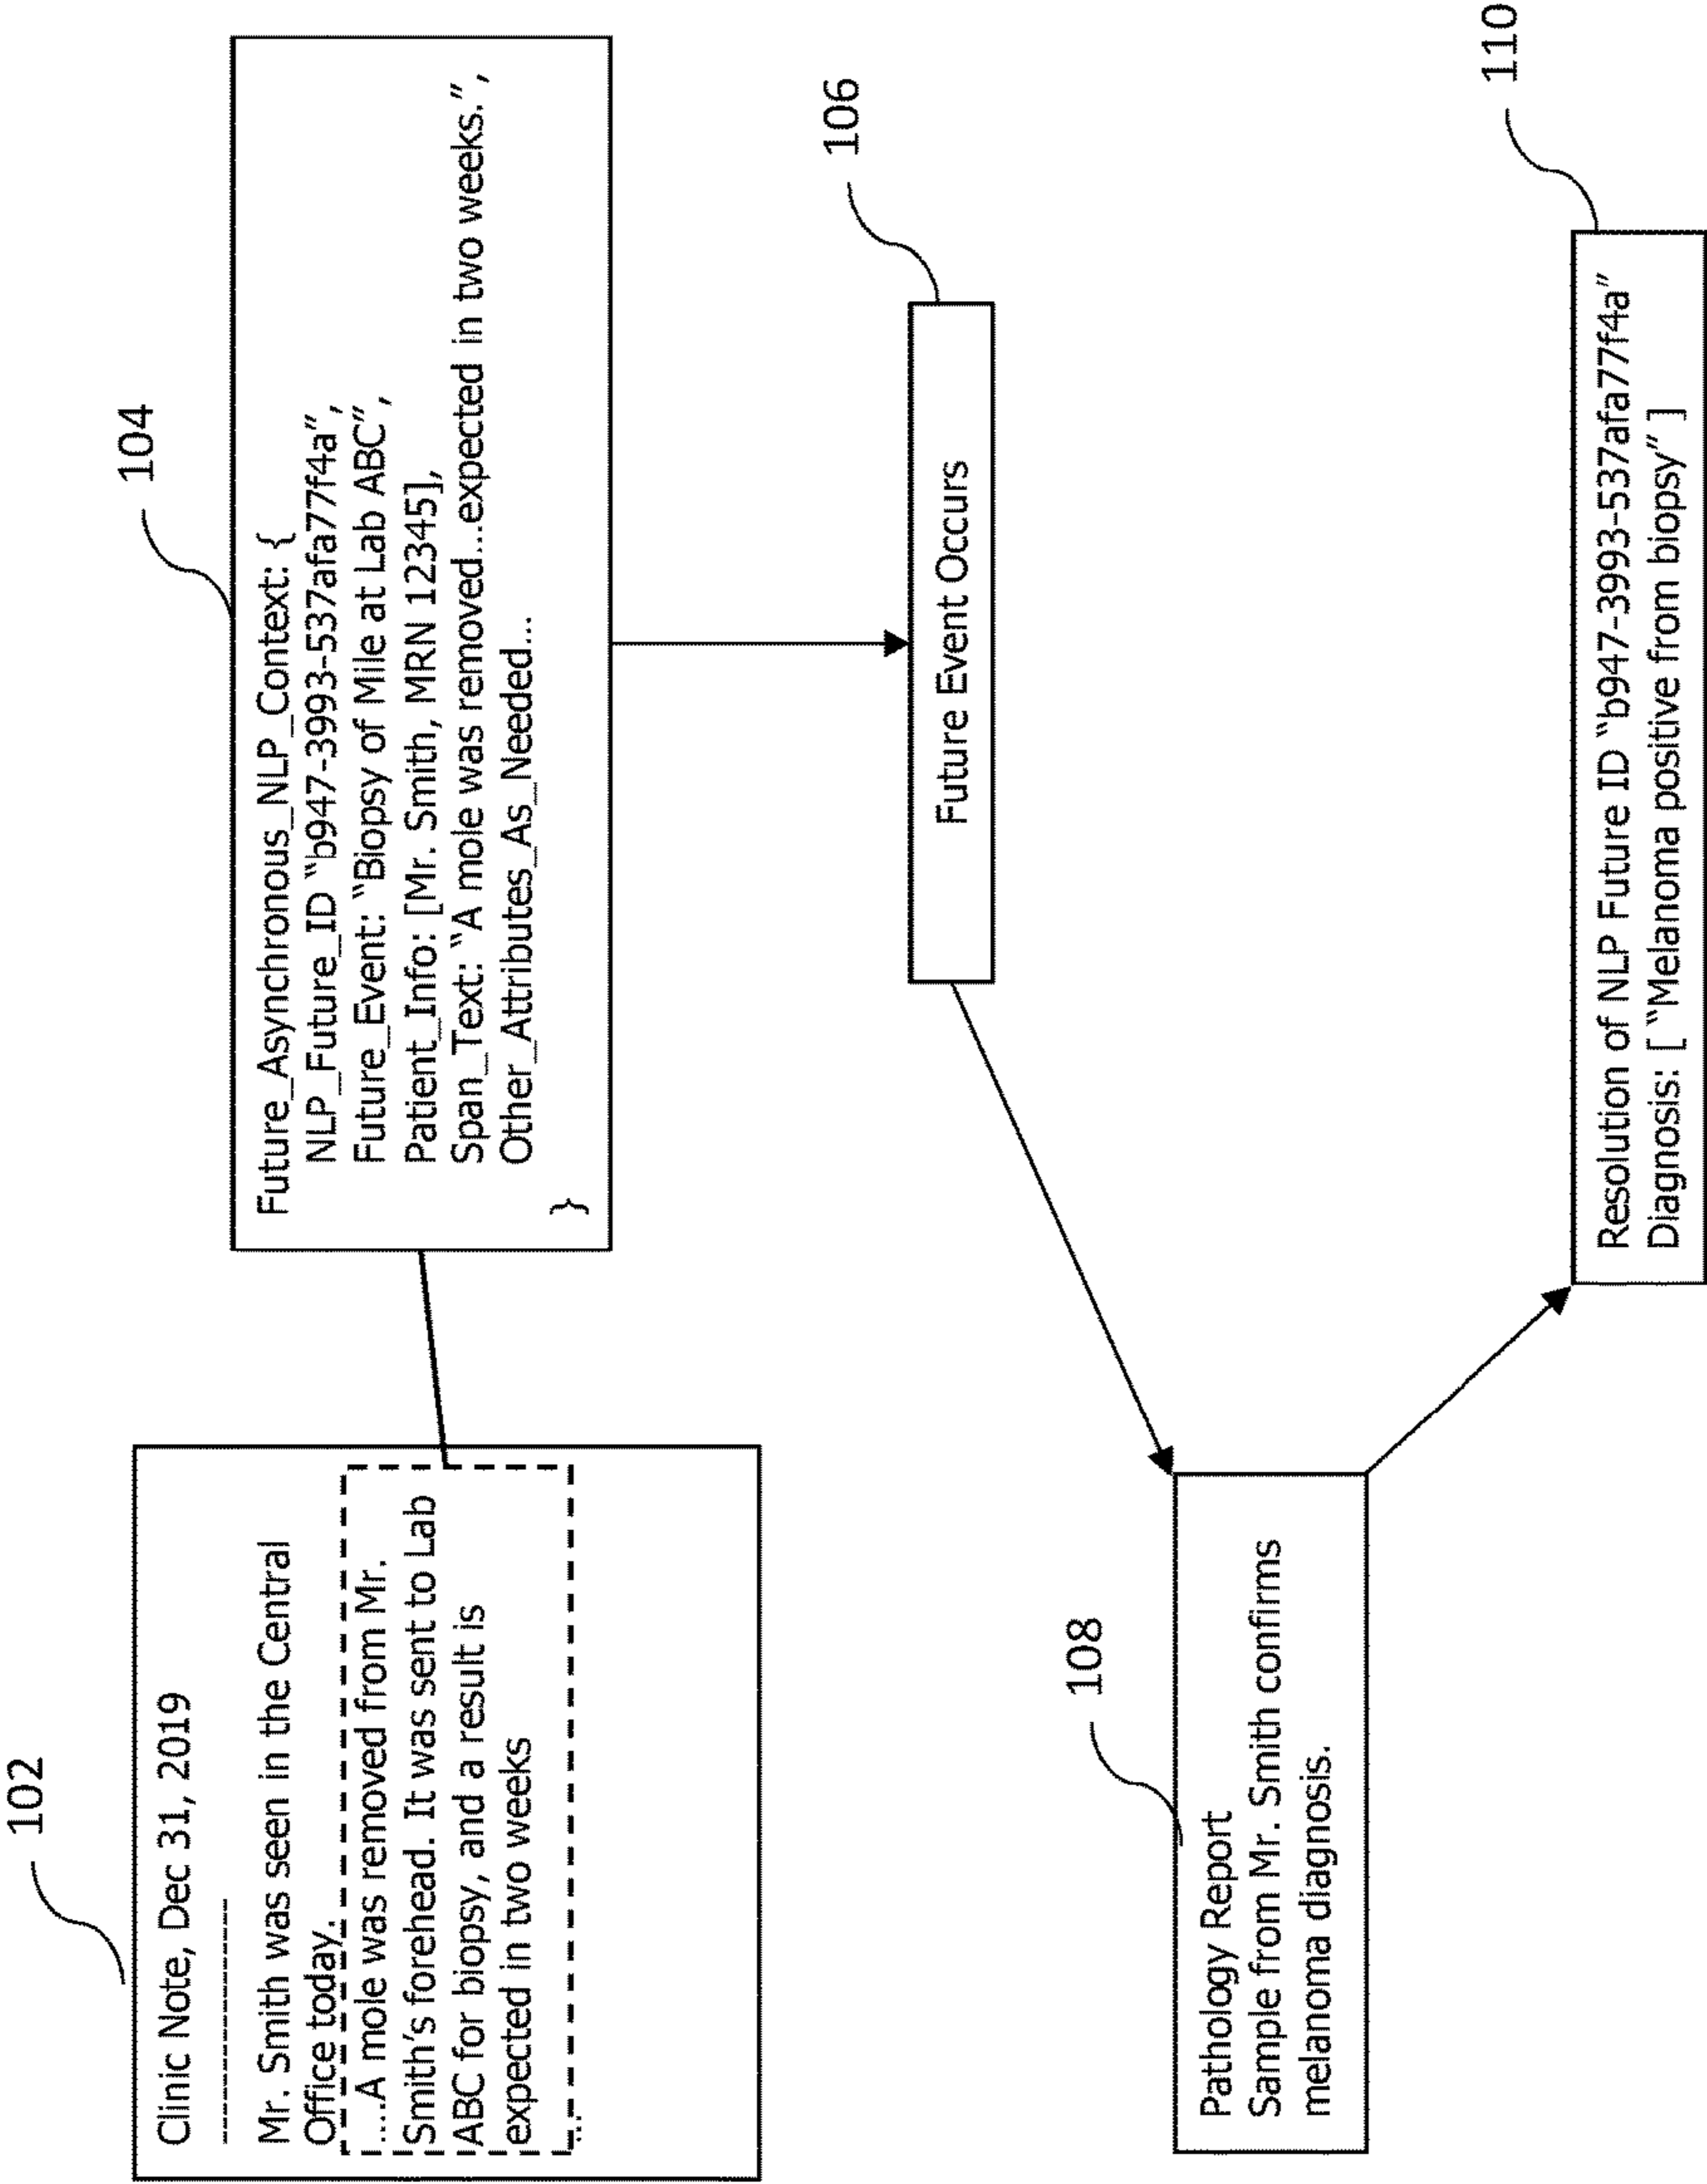 102
Clinic Note, Dec 31, 2019
--------------------
Mr. Smith was seen in the Central
Office today.
....A mole was removed from Mr.
Smith's forehead. It was sent to Lab
ABC for biopsy, and a result is
expected in two weeks
...
104
Future_Asynchronous_NLP_Context: {
NLP_Future_ID "b947-3993-537afa77f4a",
Future_Event: "Biopsy of Mile at Lab ABC",
Patient_Info: [Mr. Smith, MRN 12345],
Span_Text: "A mole was removed...expected in two weeks.",
Other_Attributes_As_Needed...
}
106
Future Event Occurs
108
Pathology Report
Sample from Mr. Smith confirms
melanoma diagnosis.
110
Resolution of NLP Future ID "b947-3993-537afa77f4a"
Diagnosis: [ "Melanoma positive from biopsy" ]